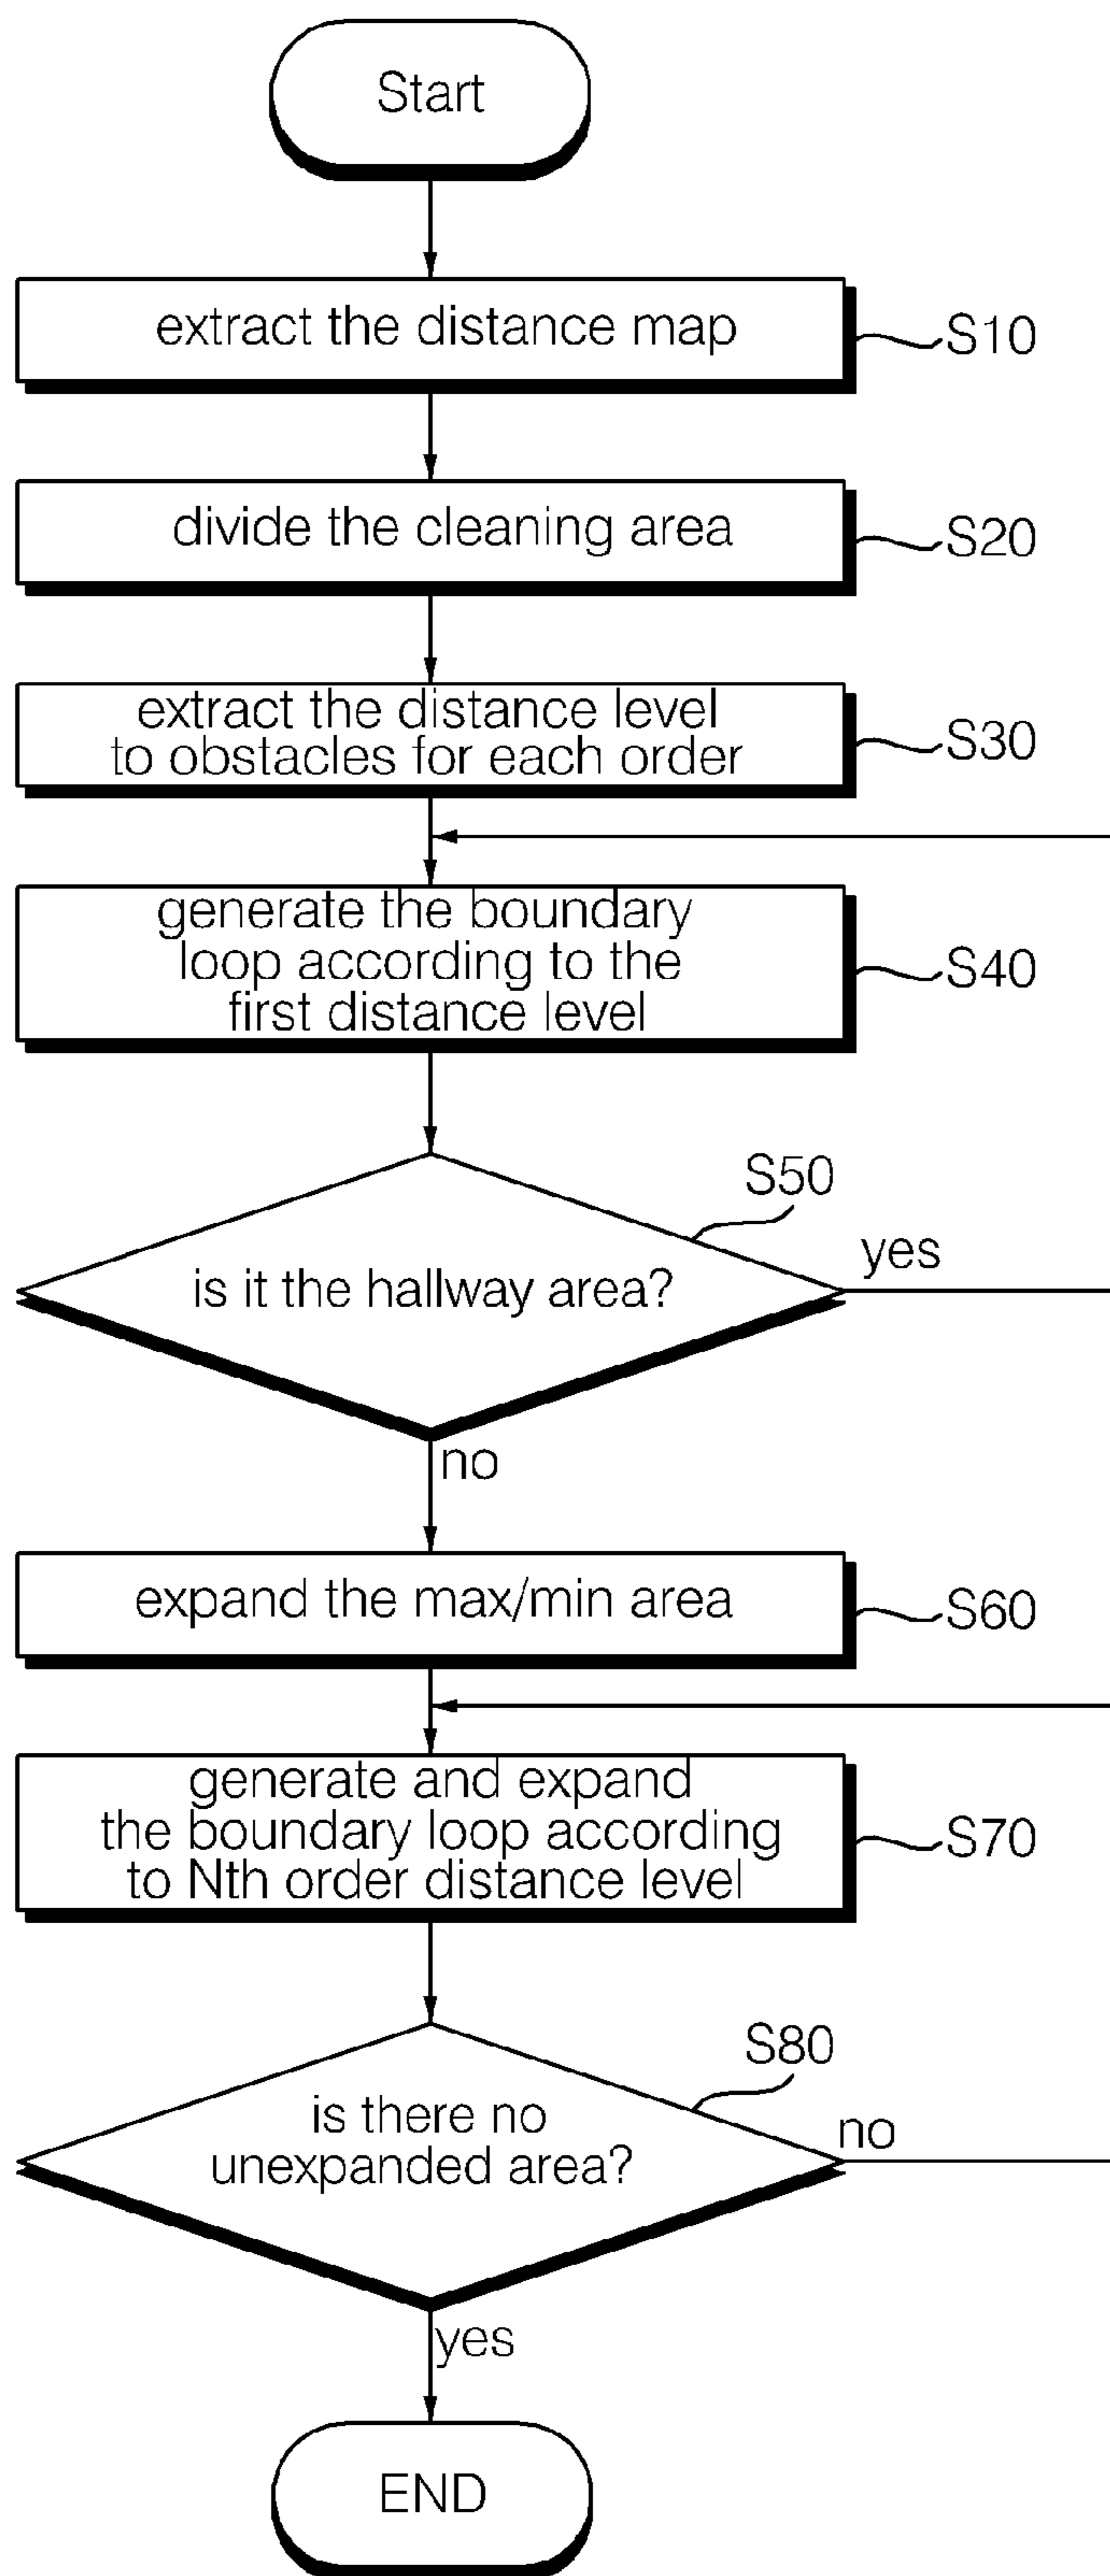 Start
extract the distance map
S10
divide the cleaning area
S20
extract the distance level
to obstacles for each order
S30
generate the boundary
loop according to the
first distance level
S40
S50
yes
is it the hallway area?
no
expand the max/min area
S60
generate and expand
the boundary loop according
to Nth order distance level
S70
S80
is there no
unexpanded area?
no
yes
END